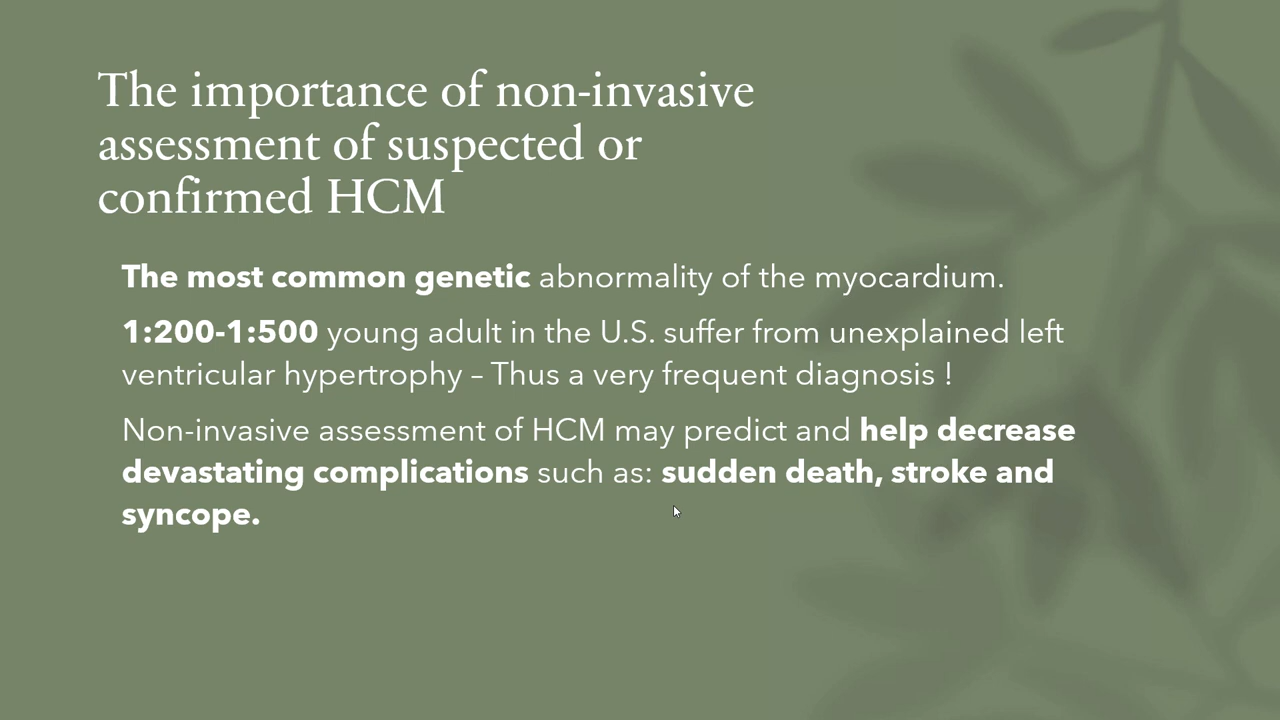 The importance of non-invasive
assessment of suspected or
confirmed HCM
The most common genetic abnormality of the myocardium.
1:200-1:500 young adult in the U.S. suffer from unexplained left
ventricular hypertrophy – Thus a very frequent diagnosis !
Non-invasive assessment of HCM may predict and help decrease
devastating complications such as: sudden death, stroke and
syncope.